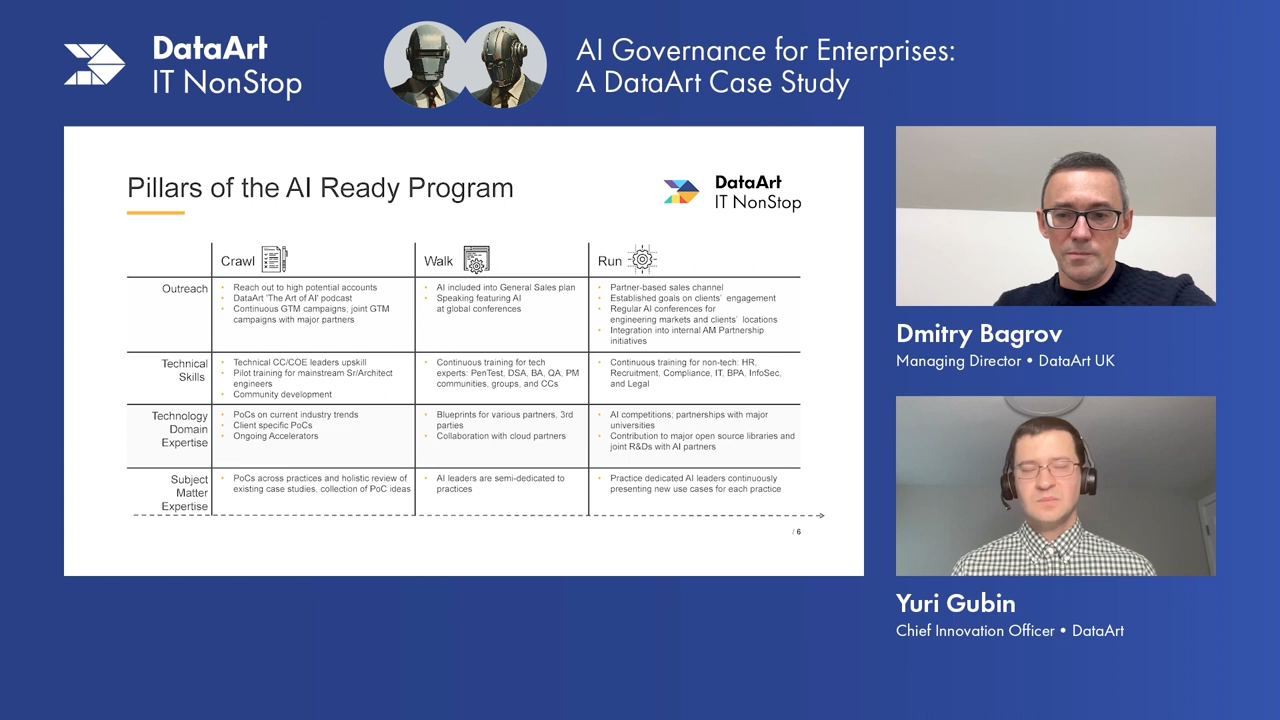 DataArt
IT NonStop
AI Governance for Enterprises:
A DataArt Case Study
Pillars of the AI Ready Program
DataArt
IT NonStop
Crawl
Walk
Run
Outreach
• Reach out to high potential accounts
• DataArt 'The Art of AI' podcast
• Continuous GTM campaigns, joint GTM
campaigns with major partners
• AI included into General Sales plan
• Speaking featuring AI
at global conferences
• Partner-based sales channel
• Established goals on clients' engagement
• Regular AI conferences for
engineering markets and clients' locations
• Integration into internal AM Partnership
initiatives
Technical
Skills
• Technical CC/COE leaders upskill
• Pilot training for mainstream Sr/Architect
engineers
• Community development
• Continuous training for tech
experts: PenTest, DSA, BA, QA, PM
communities, groups, and CCs
• Continuous training for non-tech: HR,
Recruitment, Compliance, IT, BPA, InfoSec,
and Legal
Technology
Domain
Expertise
• PoCs on current industry trends
• Client specific PoCs
• Ongoing Accelerators
• Blueprints for various partners, 3rd
parties
• Collaboration with cloud partners
• AI competitions; partnerships with major
universities
• Contribution to major open source libraries and
joint R&Ds with AI partners
Subject
Matter
Expertise
• PoCs across practices and holistic review of
existing case studies, collection of PoC ideas
• AI leaders are semi-dedicated to
practices
• Practice dedicated AI leaders continuously
presenting new use cases for each practice
/ 6
Dmitry Bagrov
Managing Director • DataArt UK
Yuri Gubin
Chief Innovation Officer • DataArt